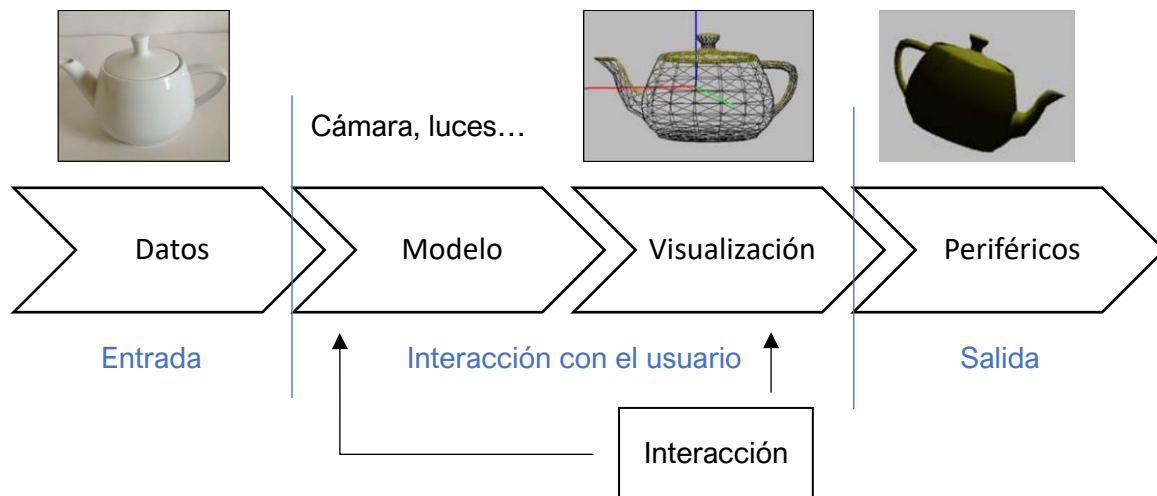 Cámara, luces…
Datos
Modelo
Visualización
Periféricos
Entrada
Interacción con el usuario
Salida
Interacción